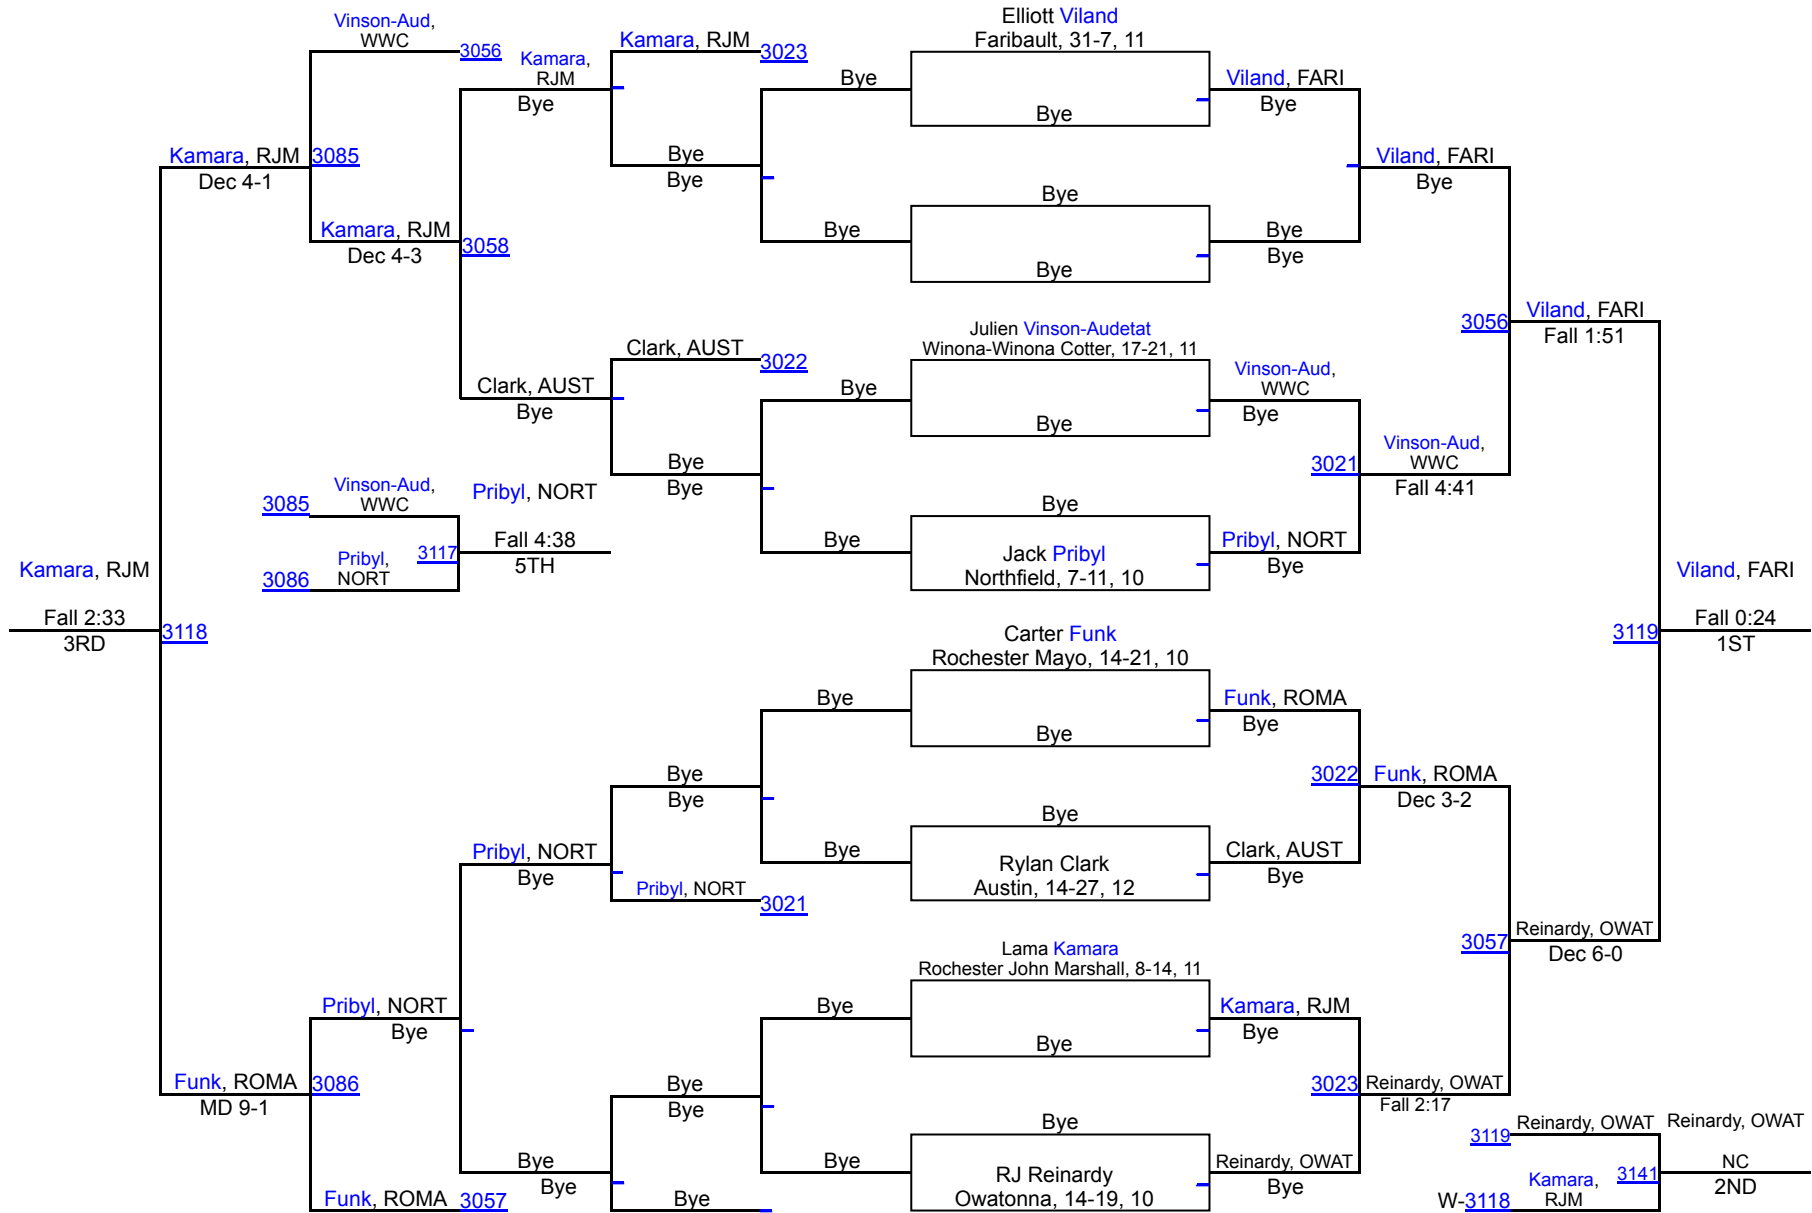 Vinson-Aud,
WWC
3056
Kamara,
RJM
Bye
Kamara, RJM
3023
Elliott Viland
Faribault, 31-7, 11
Bye
Bye
Viland, FARI
Bye
Kamara, RJM
3085
Dec 4-1
Bye
Bye
Viland, FARI
Bye
Kamara, RJM
3058
Dec 4-3
Bye
Bye
Bye
Bye
Bye
3056
Viland, FARI
Fall 1:51
Clark, AUST
3022
Julien Vinson-Audetat
Winona-Winona Cotter, 17-21, 11
Clark, AUST
Bye
Bye
Bye
Vinson-Aud,
WWC
Bye
Bye
Bye
3021
Vinson-Aud,
WWC
Fall 4:41
3085
Vinson-Aud,
WWC
Pribyl, NORT
3117
Fall 4:38
5TH
3086
Pribyl,
NORT
Bye
Bye
Jack Pribyl
Northfield, 7-11, 10
Pribyl, NORT
Bye
Kamara, RJM
Fall 2:33
3RD
3118
Viland, FARI
3119
Fall 0:24
1ST
Carter Funk
Rochester Mayo, 14-21, 10
Bye
Bye
Funk, ROMA
Bye
Bye
Bye
3022
Funk, ROMA
Dec 3-2
Pribyl, NORT
Bye
Bye
Bye
Rylan Clark
Austin, 14-27, 12
Clark, AUST
Bye
Pribyl, NORT
3021
3057
Reinardy, OWAT
Dec 6-0
Lama Kamara
Rochester John Marshall, 8-14, 11
Pribyl, NORT
Bye
Bye
Bye
Kamara, RJM
Bye
Funk, ROMA
3086
MD 9-1
Bye
Bye
3023
Reinardy, OWAT
Fall 2:17
Bye
Bye
Bye
Bye
RJ Reinardy
Owatonna, 14-19, 10
Reinardy, OWAT
Bye
Funk, ROMA
3057
Bye
3119
Reinardy, OWAT
Reinardy, OWAT
3141
NC
2ND
W-3118
Kamara,
RJM